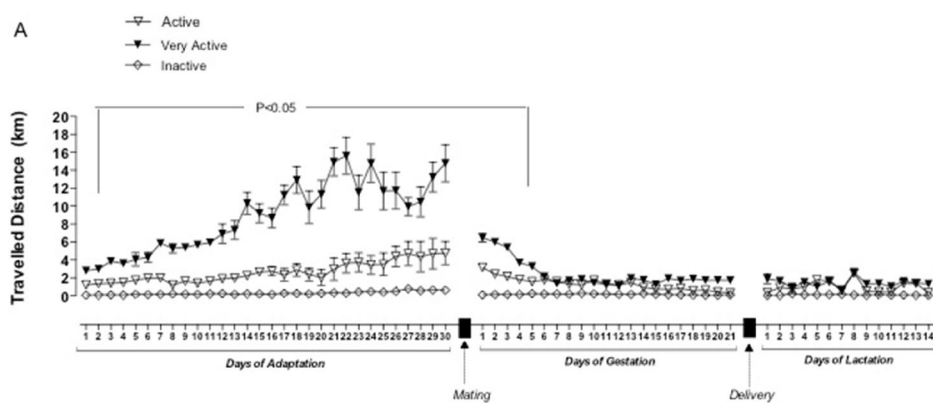 A
Active
Very Active
Inactive
P<0.05
Travelled Distance (km)
20
18
16
14
12
10
8
6
4
2
0
1 2 3 4 5 6 7 8 9 10 11 12 13 14 15 16 17 18 19 20 21 22 23 24 25 26 27 28 29 30
1 2 3 4 5 6 7 8 9 10 11 12 13 14 15 16 17 18 19 20 21
1 2 3 4 5 6 7 8 9 10 11 12 13 14
Days of Adaptation
Days of Gestation
Days of Lactation
Mating
Delivery